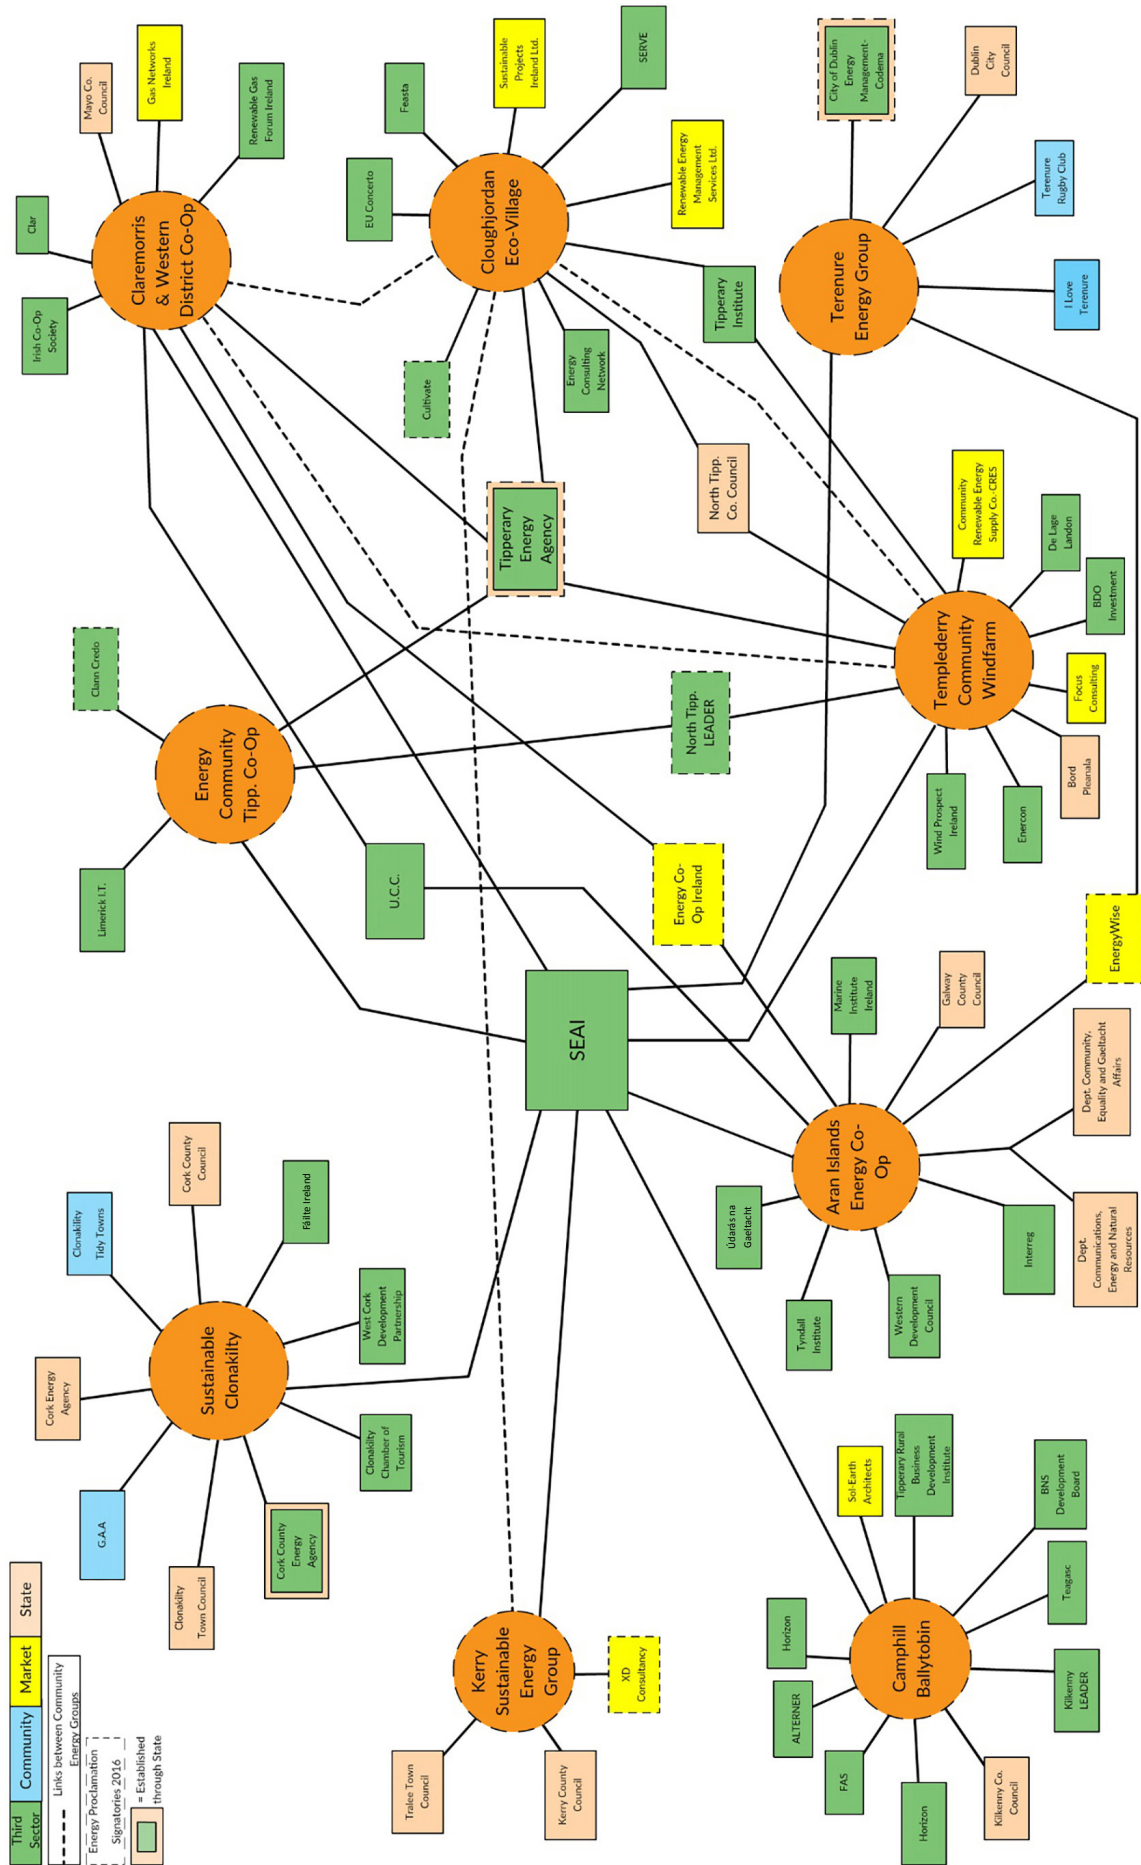 Third
Sector
Community
Market
State
Links between Community
Energy Groups
Energy Proclamation
Signatories 2016
= Established
through State
G.A.A
Cork Energy
Agency
Clonakility
Tidy Towns
Cork County
Council
Fáilte Ireland
West Cork
Development
Partnership
Clonakilty
Chamber of
Tourism
Cork County
Energy
Agency
Clonakilty
Town Council
Sustainable
Clonakilty
Limerick I.T.
Clann Credo
Energy
Community
Tipp. Co-Op
U.C.C.
Irish Co-Op
Society
Clar
Mayo Co.
Council
Gas Networks
Ireland
Renewable Gas
Forum Ireland
Claremorris
& Western
District Co-Op
Tralee Town
Council
Kerry County
Council
Kerry
Sustainable
Energy
Group
XD
Consultancy
SEAI
Tipperary
Energy
Agency
Cultivate
EU Concerto
Feasta
Sustainable
Projects
Ireland Ltd.
SERVE
Cloughjordan
Eco-Village
Energy
Consulting
Network
Renewable Energy
Management
Services Ltd.
Energy Co-
Op Ireland
North Tipp.
LEADER
North Tipp.
Co. Council
Tipperary
Institute
FAS
ALTERNER
Horizon
Sol-Earth
Architects
Tipperary Rural
Business
Development
Institute
BNS
Development
Board
Teagasc
Kilkenny
LEADER
Kilkenny Co.
Council
Horizon
Camphill
Ballytobin
Tyndall
Institute
Údarás na
Gaeltacht
Marine
Institute
Ireland
Galway
County
Council
Aran Islands
Energy Co-
Op
Western
Development
Council
Interreg
Dept.
Communications,
Energy and Natural
Resources
Dept. Community,
Equality and Gaeltacht
Affairs
EnergyWise
Wind Prospect
Ireland
Enercon
Bord
Pleanala
Focus
Consulting
BDO
Investment
De Lage
Landon
Community
Renewable Energy
Supply Co.-CRES
Templederry
Community
Windfarm
Terenure
Energy Group
City of Dublin
Energy
Management-
Codema
Dublin
City
Council
Terenure
Rugby Club
I Love
Terenure